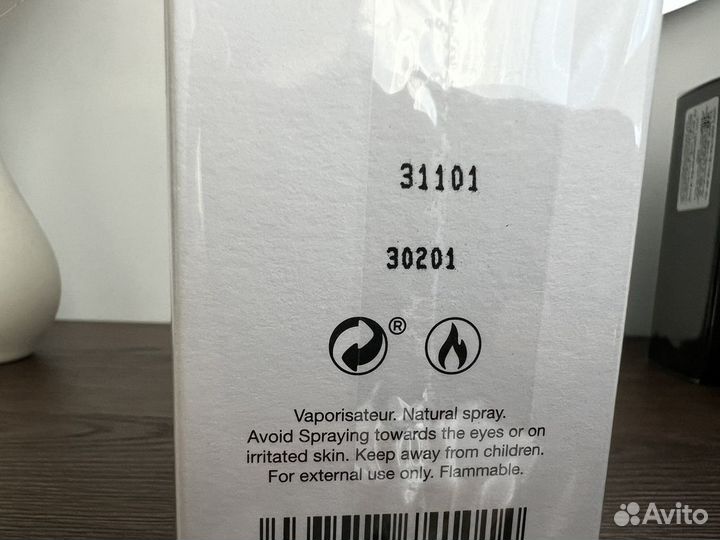 31101
30201
®
Vaporisateur. Natural spray.
Avoid Spraying towards the eyes or on
irritated skin. Keep away from children.
For external use only. Flammable.
Avito